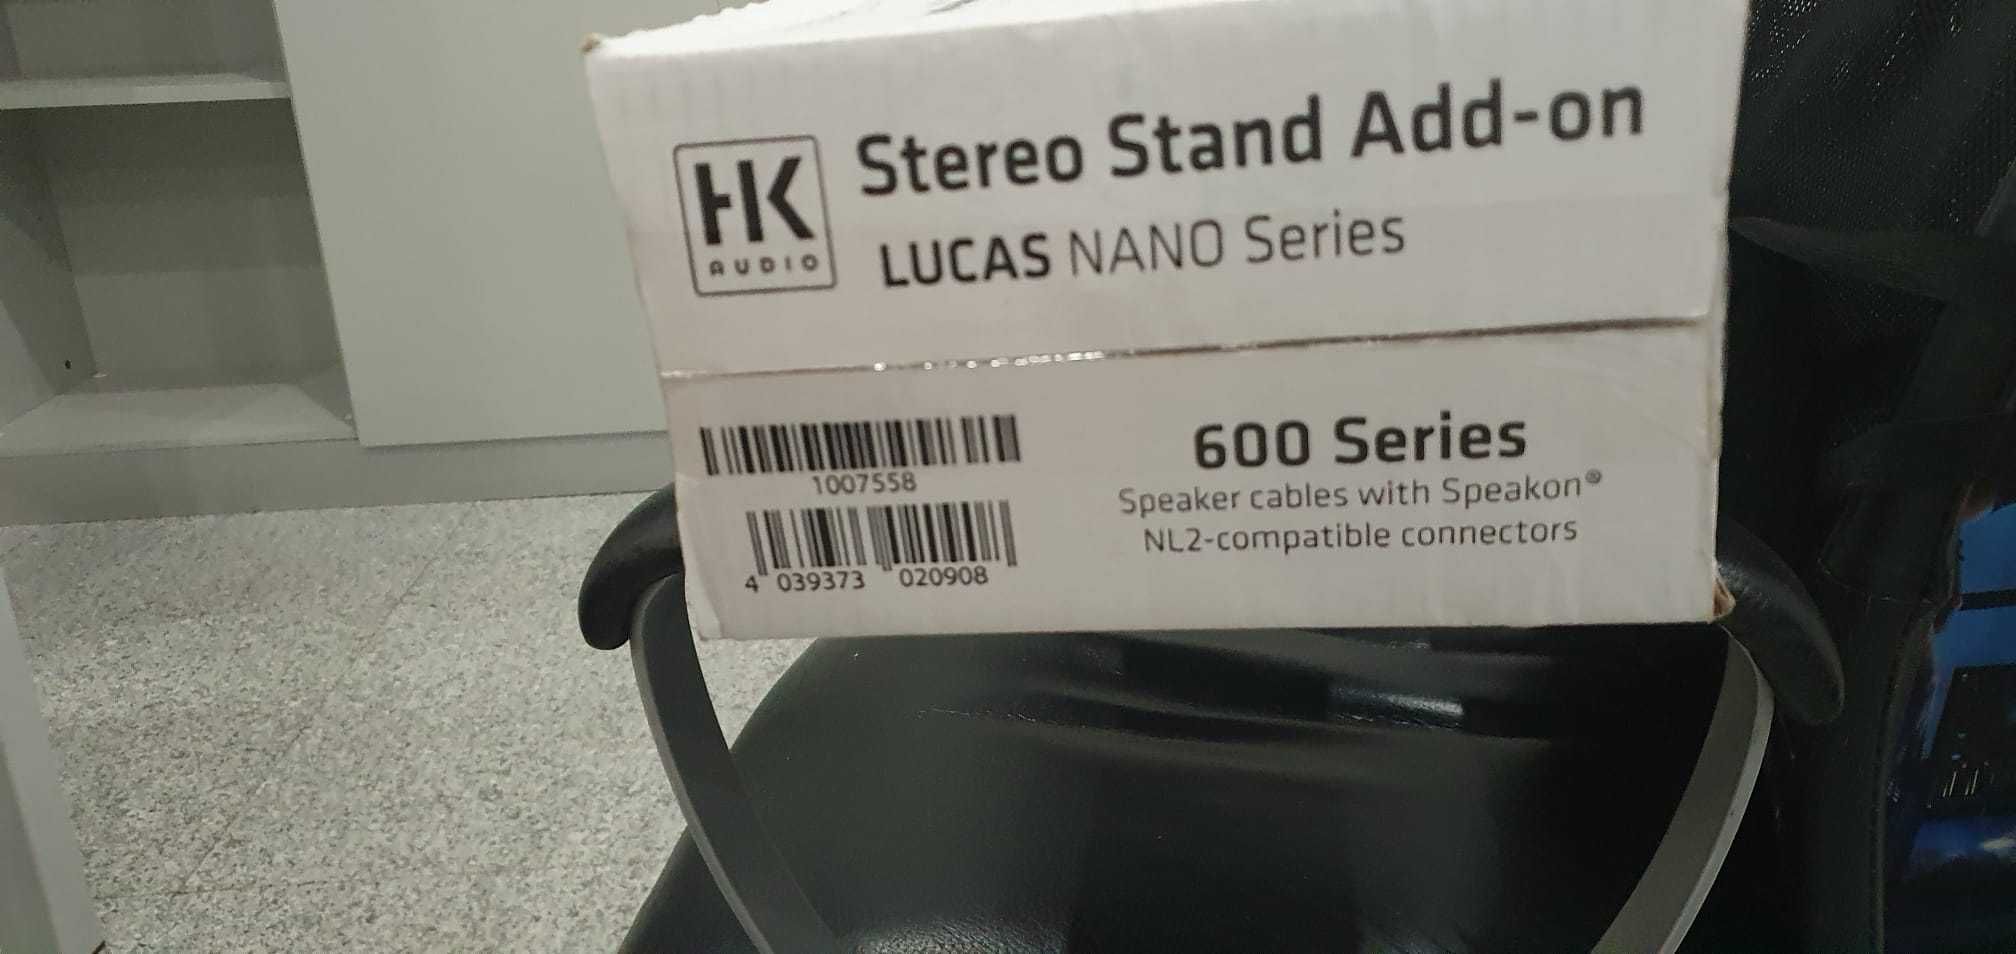 HK
AUDIO
Stereo Stand Add-on
LUCAS NANO Series
1007558
4 039373 020908
600 Series
Speaker cables with Speakon®
NL2-compatible connectors